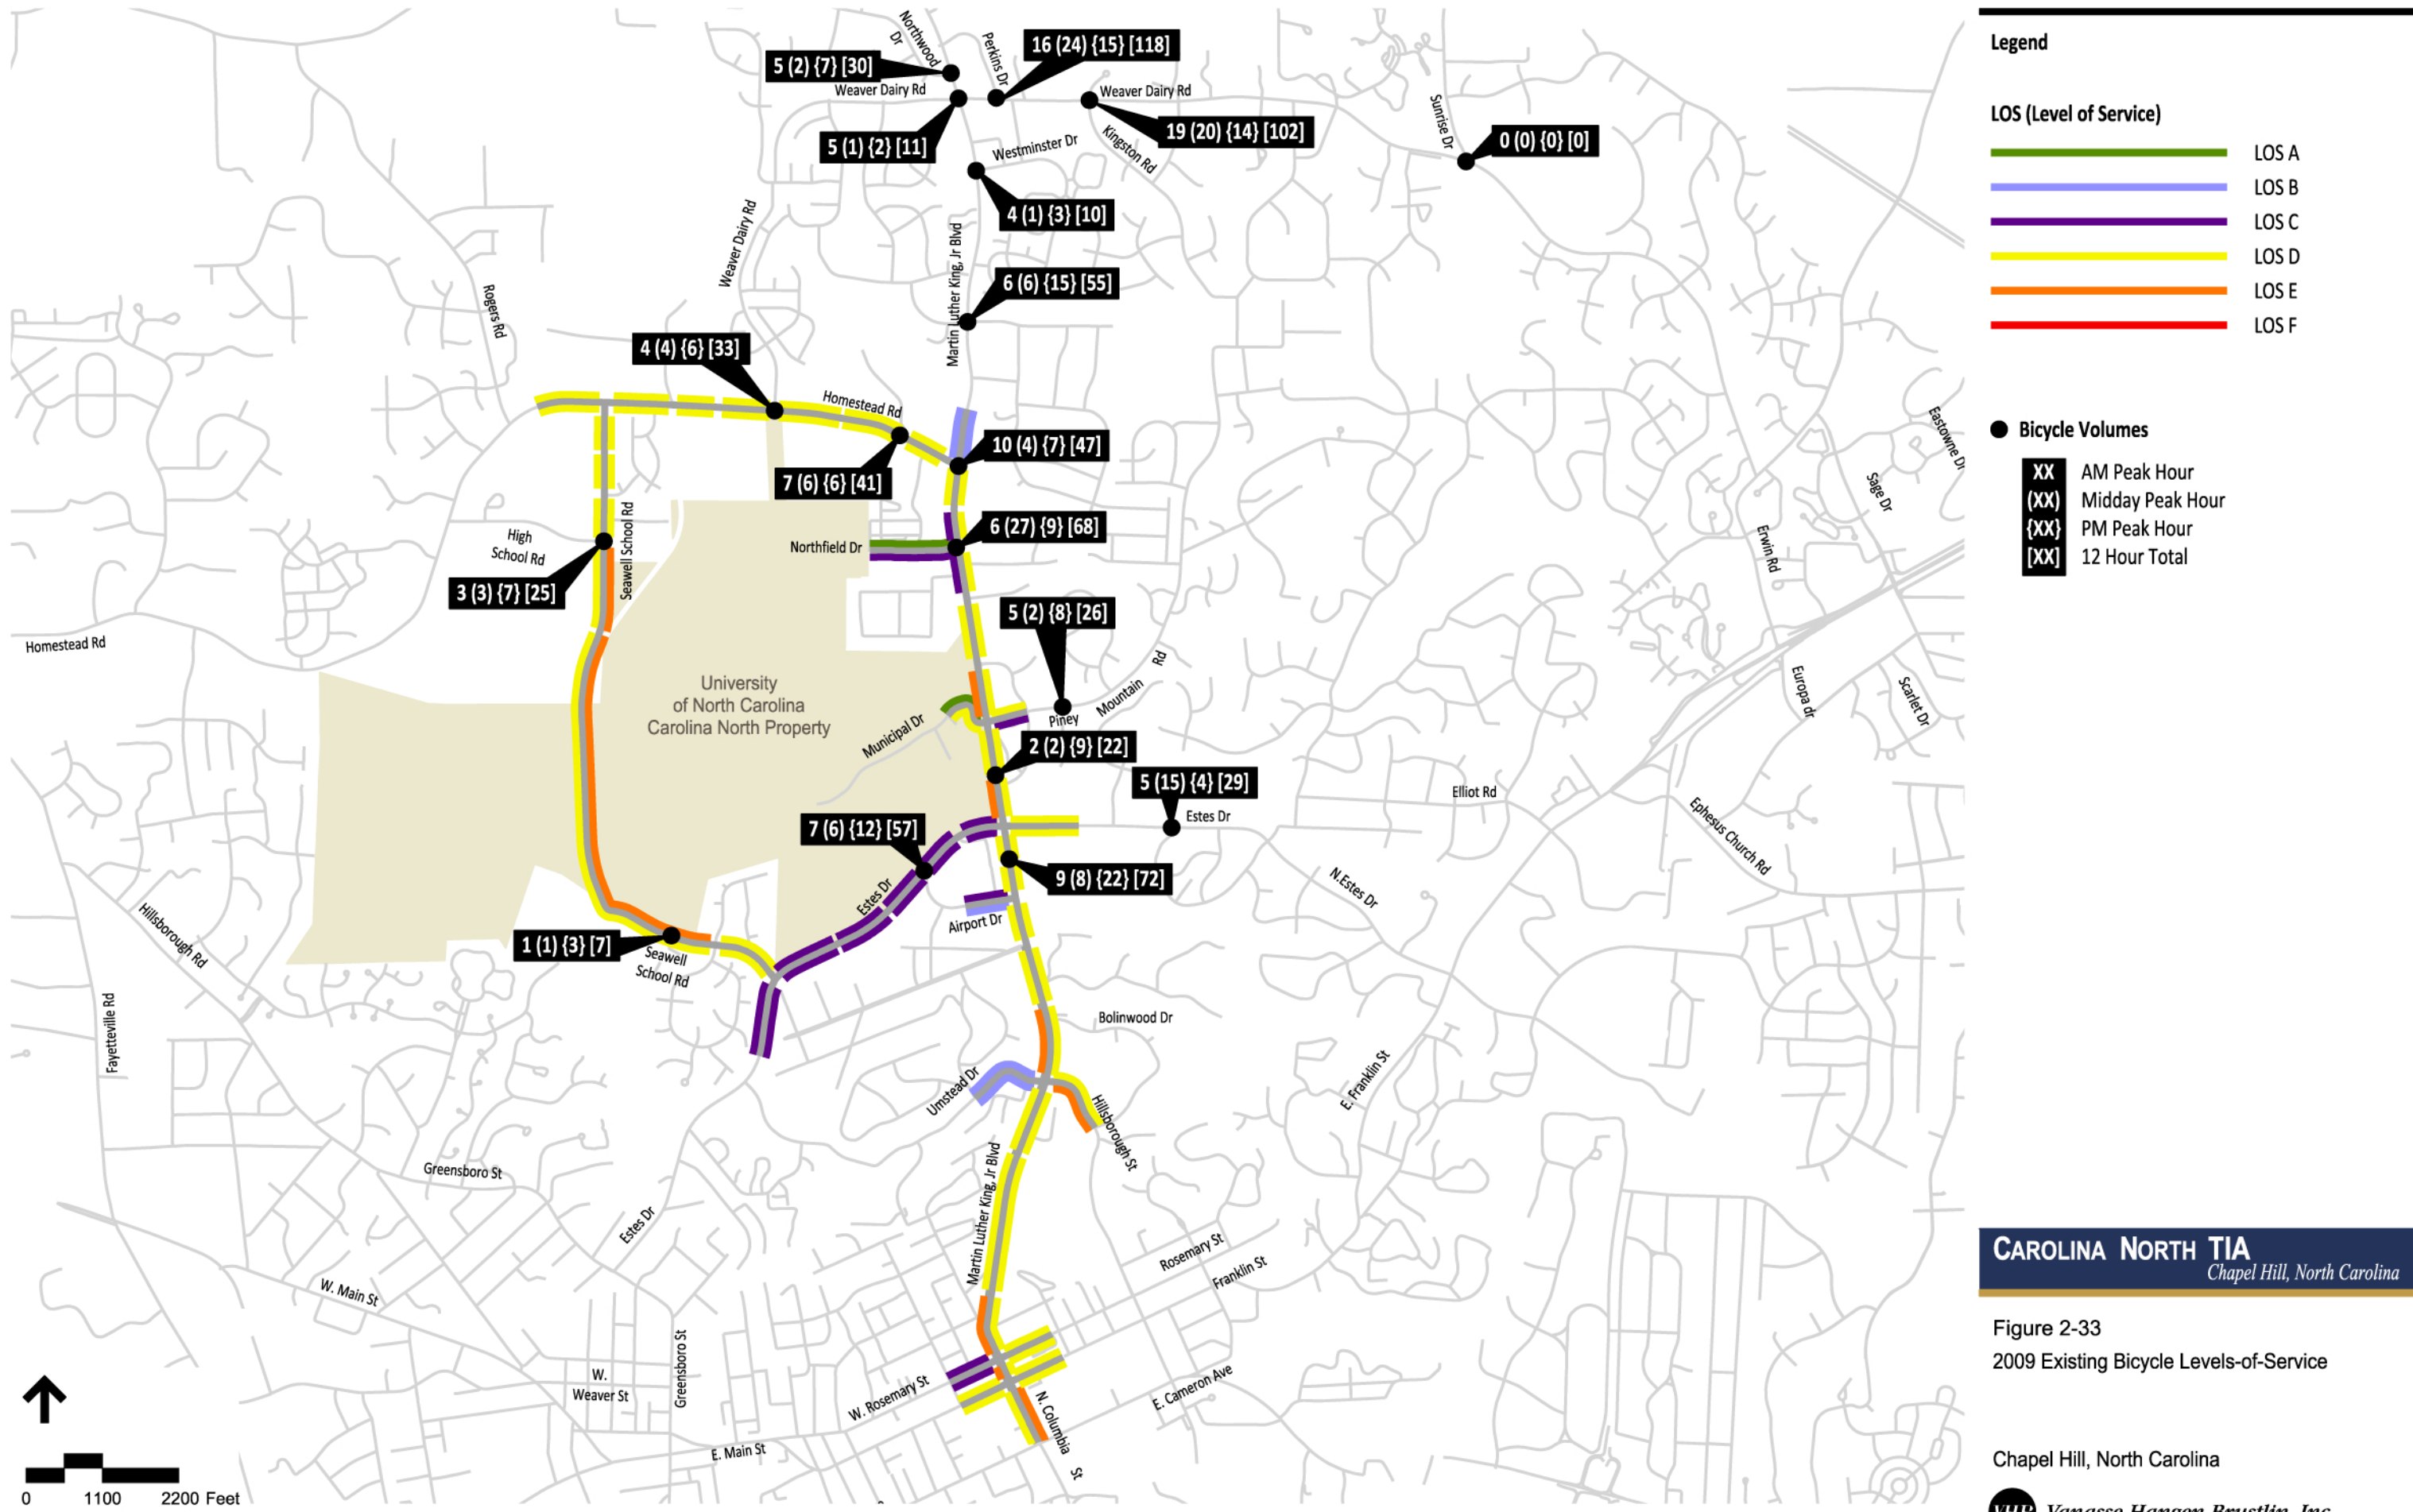 Northwood
Dr
Perkins Dr
16 (24) {15} [118]
5 (2) {7} [30]
Weaver Dairy Rd
Weaver Dairy Rd
19 (20) {14} [102]
5 (1) {2} [11]
Westminster Dr
Kingston Rd
Sunrise Dr
0 (0) {0} [0]
4 (1) {3} [10]
Weaver Dairy Rd
Martin Luther King, Jr Blvd
6 (6) {15} [55]
Rogers Rd
4 (4) {6} [33]
Homestead Rd
10 (4) {7} [47]
7 (6) {6} [41]
Eastowne Dr
Sage Dr
Erwin Rd
6 (27) {9} [68]
Northfield Dr
High
School Rd
Seawell School Rd
3 (3) {7} [25]
5 (2) {8} [26]
Homestead Rd
University
of North Carolina
Carolina North Property
Piney
Mountain
Rd
Municipal Dr
Europa dr
Scarlet Dr
2 (2) {9} [22]
5 (15) {4} [29]
Estes Dr
Elliot Rd
Ephesus Church Rd
7 (6) {12} [57]
9 (8) {22} [72]
N.Estes Dr
Estes Dr
Airport Dr
Hillsborough Rd
1 (1) {3} [7]
Seawell
School Rd
Fayetteville Rd
Bolinwood Dr
Umstead Dr
Hillsborough St
E. Franklin St
Greensboro St
Estes Dr
Martin Luther King, Jr Blvd
Rosemary St
Franklin St
W. Main St
Greensboro St
W.
Weaver St
W. Rosemary St
E. Cameron Ave
N. Columbia
St
E. Main St
0 1100 2200 Feet
Legend
LOS (Level of Service)
LOS A
LOS B
LOS C
LOS D
LOS E
LOS F
Bicycle Volumes
XX AM Peak Hour
(XX) Midday Peak Hour
{XX} PM Peak Hour
[XX] 12 Hour Total
CAROLINA NORTH TIA
Chapel Hill, North Carolina
Figure 2-33
2009 Existing Bicycle Levels-of-Service
Chapel Hill, North Carolina
VHB Vanasse Hangen Brustlin, Inc.